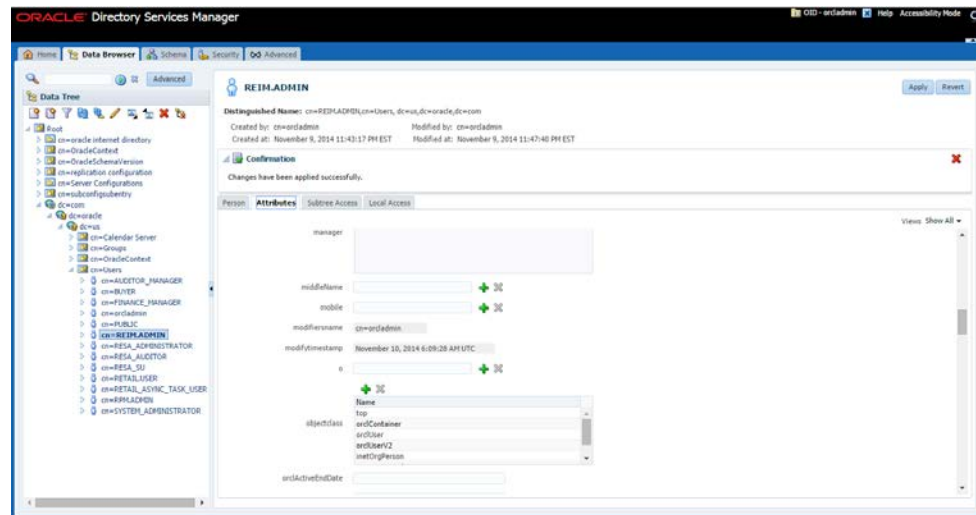 ORACLE Directory Services Manager
OID - orcladmin Help Accessibility Mode
Home Data Browser Schema Security Advanced
Advanced
Data Tree
Root
cn=oracle internet directory
cn=OracleContext
cn=OracleSchemaVersion
cn=replication configuration
cn=Server Configurations
cn=subconfigsubentry
dc=com
dc=oracle
dc=us
cn=Calendar Server
cn=Groups
cn=OracleContext
cn=Users
cn=AUDITOR_MANAGER
cn=BUYER
cn=FINANCE_MANAGER
cn=orcladmin
cn=PUBLIC
cn=REIM.ADMIN
cn=RESA_ADMINISTRATOR
cn=RESA_AUDITOR
cn=RESA_SU
cn=RETAIL.USER
cn=RETAIL_ASYNC_TASK_USER
cn=RPM.ADMIN
cn=SYSTEM_ADMINISTRATOR
REIM.ADMIN
Apply Revert
Distinguished Name: cn=REIM.ADMIN,cn=Users, dc=us,dc=oracle,dc=com
Created by: cn=orcladmin Modified by: cn=orcladmin
Created at: November 9, 2014 11:43:17 PM EST Modified at: November 9, 2014 11:47:40 PM EST
Confirmation
Changes have been applied successfully.
Person Attributes Subtree Access Local Access
Views Show All
manager
middleName
mobile
modifiersname cn=orcladmin
modifytimestamp November 10, 2014 6:09:28 AM UTC
o
Name
top
objectclass orclContainer
orclUser
orclUserV2
inetOrgPerson
orclActiveEndDate